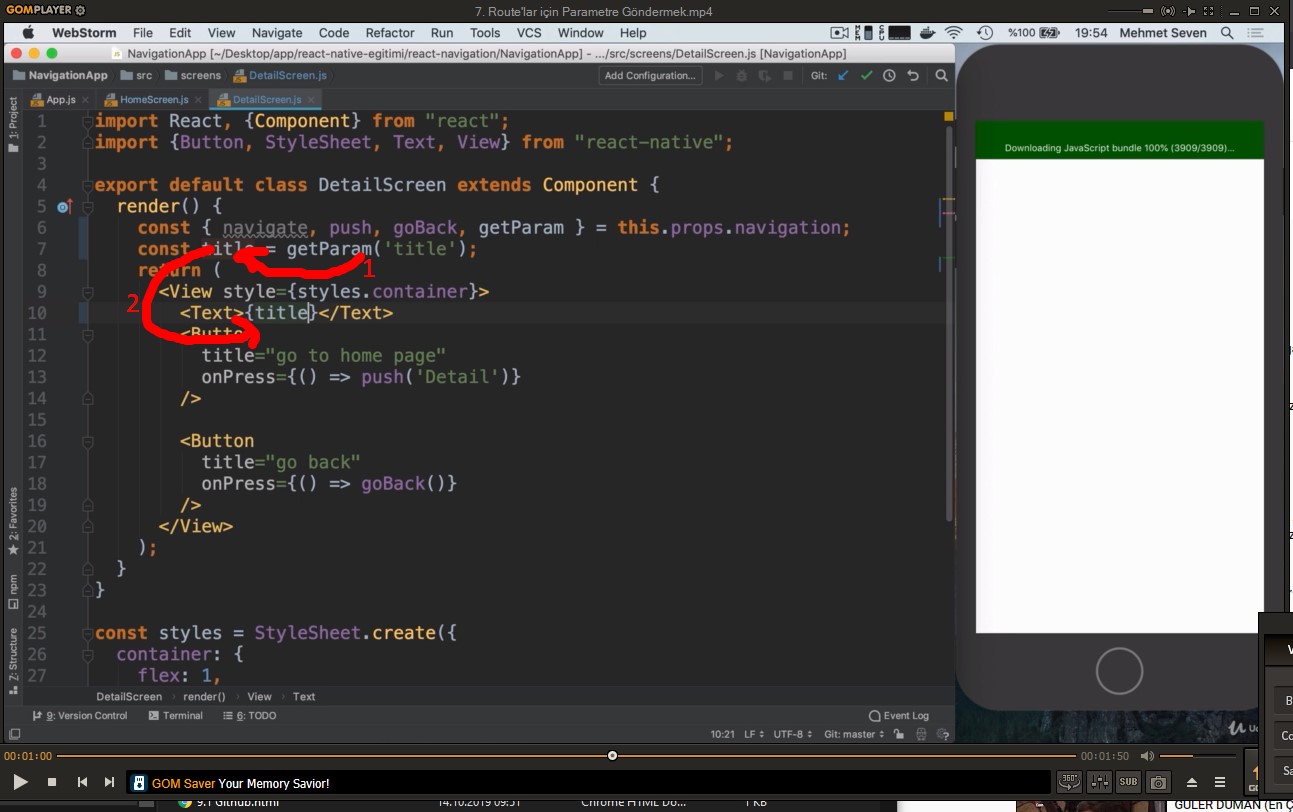 GOMPLAYER
7. Route'lar için Parametre Göndermek.mp4
WebStorm File Edit View Navigate Code Refactor Run Tools VCS Window Help
%100 19:54 Mehmet Seven
NavigationApp [~/Desktop/app/react-native-egitimi/react-navigation/NavigationApp] - .../src/screens/DetailScreen.js [NavigationApp]
NavigationApp src screens DetailScreen.js
Add Configuration...
Git:
App.js HomeScreen.js DetailScreen.js
1: Project
1 import React, {Component} from "react";
2 import {Button, StyleSheet, Text, View} from "react-native";
3
4 export default class DetailScreen extends Component {
5 render() {
6 const { navigate, push, goBack, getParam } = this.props.navigation;
7 const title = getParam('title');
8 return (
1
9 <View style={styles.container}>
2
10 <Text>{title}</Text>
11 <Button
12 title="go to home page"
13 onPress={() => push('Detail')}
14 />
15
16 <Button
17 title="go back"
18 onPress={() => goBack()}
19 />
20 </View>
21 );
22 }
23 }
24
25 const styles = StyleSheet.create({
26 container: {
27 flex: 1,
2: Favorites
npm
Z: Structure
Downloading JavaScript bundle 100% (3909/3909)...
DetailScreen render() View Text
9: Version Control Terminal 6: TODO Event Log
10:21 LF UTF-8 Git: master
00:01:00 00:01:50
GOM Saver Your Memory Savior!
360° SUB
9.1 Github.html 14.10.2019 09:51 Chrome HTML Do... 1 KB
GÜLER DUMAN (En Ç